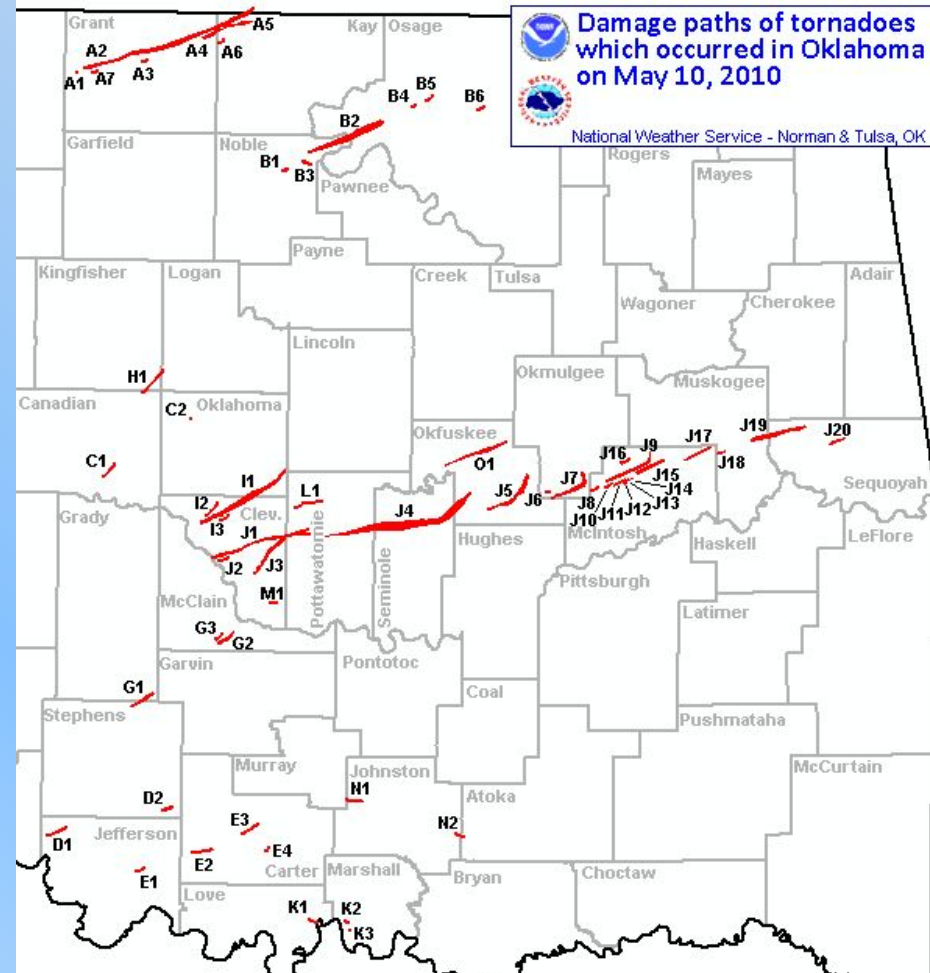 Damage paths of tornadoes
which occurred in Oklahoma
on May 10, 2010
National Weather Service - Norman & Tulsa, OK
Grant
Kay
Osage
A1
A2
A3
A4
A5
A6
A7
B1
B2
B3
B4
B5
B6
Garfield
Noble
Pawnee
Rogers
Mayes
Payne
Kingfisher
Logan
Creek
Tulsa
Adair
Wagoner
Cherokee
Lincoln
H1
Okmulgee
Muskogee
Canadian
C2
Oklahoma
Okfuskee
C1
O1
J16
J9
J17
J19
J20
J18
Sequoyah
I1
I2
I3
L1
J5
J6
J7
J8
J15
J14
J13
J12
J11
J10
Grady
Clev.
J1
J4
J2
J3
Pottawatomie
Seminole
Hughes
McIntosh
Haskell
LeFlore
McClain
M1
Pittsburgh
Latimer
G3
G2
Garvin
Pontotoc
G1
Coal
Stephens
Pushmataha
Murray
Johnston
McCurtain
N1
Atoka
D2
E3
N2
D1
Jefferson
E2
E4
E1
Carter
Marshall
Bryan
Choctaw
Love
K1
K2
K3